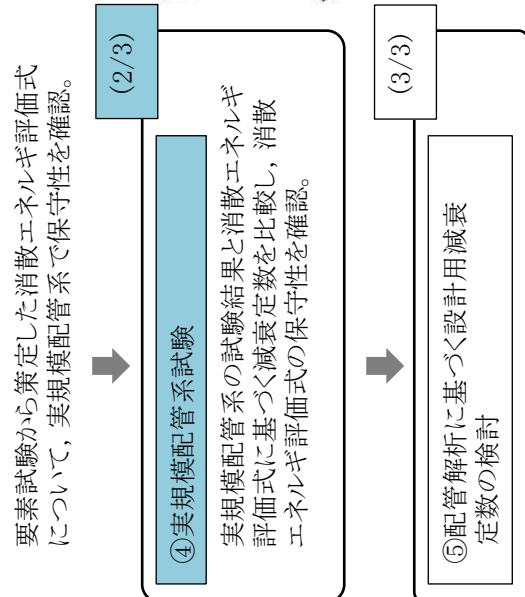 要素試験から策定した消散エネルギ評価式
について，実規模配管系で保守性を確認。
(2/3)
④実規模配管系試験
実規模配管系の試験結果と消散エネルギ
評価式に基づく減衰定数を比較し，消散
エネルギ評価式の保守性を確認。
(3/3)
⑤配管解析に基づく設計用減衰
定数の検討